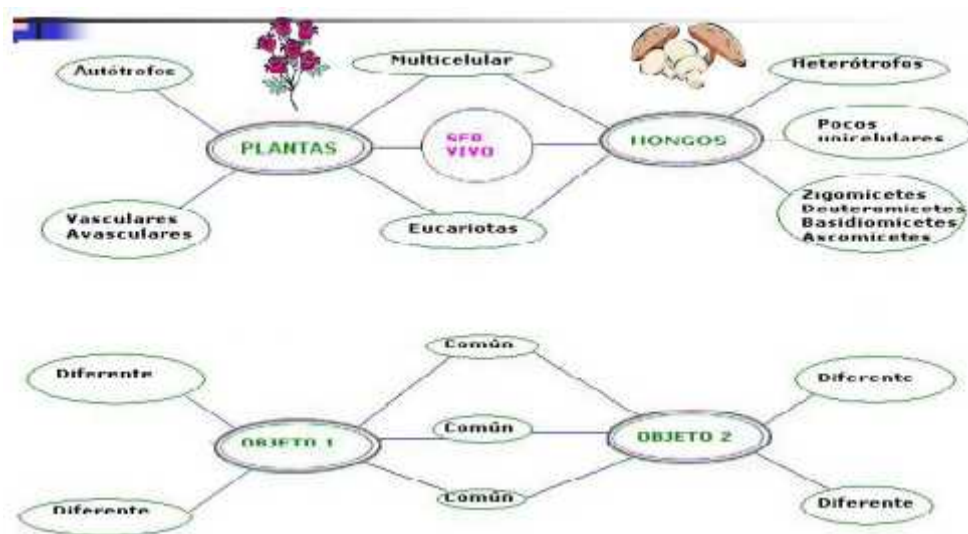 Autótrofos
Multicelular
Heterótrofos
PLANTAS
SER
VIVO
HONGOS
Pocos
unicelulares
Vasculares
Avasculares
Eucariotas
Zigomicetes
Deuteromicetes
Basidiomicetes
Ascomicetes
Común
Diferente
Diferente
OBJETO 1
Común
OBJETO 2
Común
Diferente
Diferente